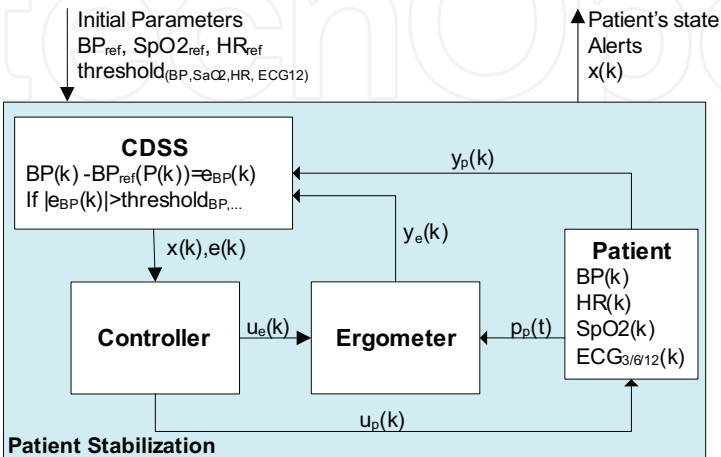 Initial Parameters
BPref, SpO2ref, HRref
threshold(BP,SaO2,HR, ECG12)
Patient's state
Alerts
x(k)
CDSS
BP(k) -BPref(P(k))=eBP(k)
If |eBP(k)|>thresholdBP,...
yp(k)
ye(k)
x(k),e(k)
Patient
BP(k)
HR(k)
SpO2(k)
ECG3/6/12(k)
Controller
ue(k)
Ergometer
pp(t)
up(k)
Patient Stabilization